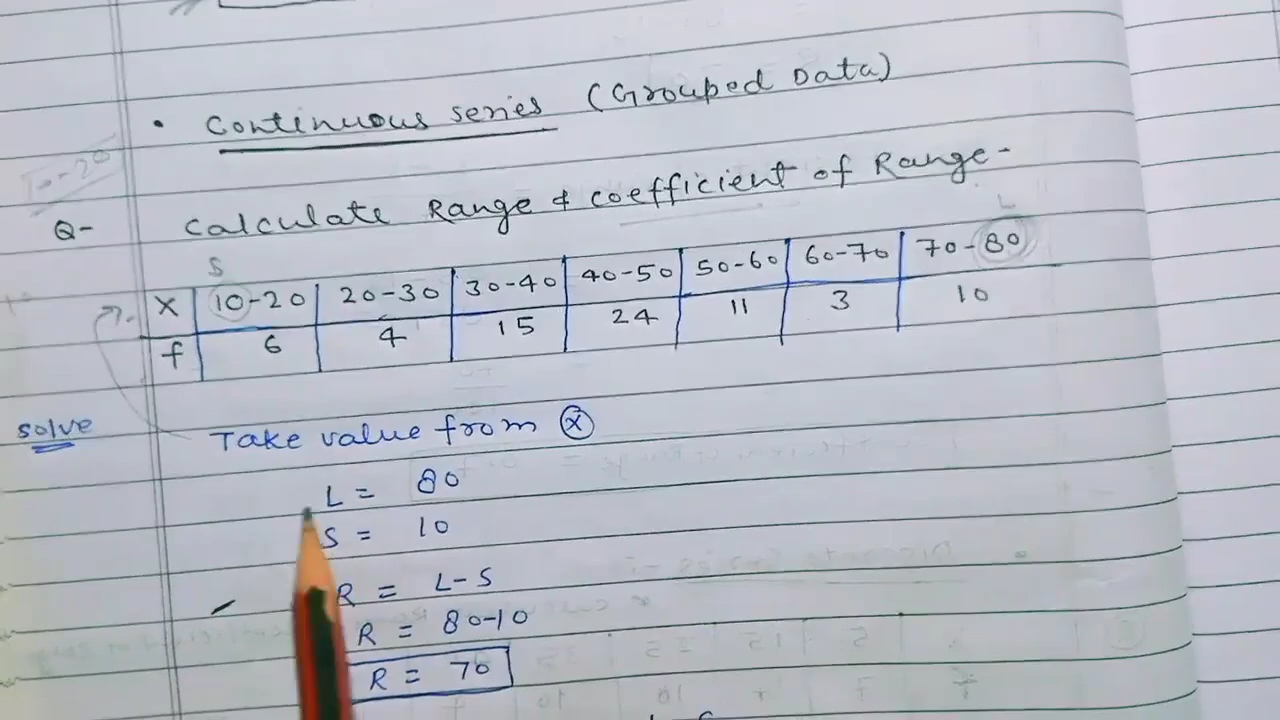 • Continuous series (Grouped Data)
Q- Calculate Range & Coefficient of Range-
S L
X 10-20 20-30 30-40 40-50 50-60 60-70 70-80
f 6 4 15 24 11 3 10
Solve Take value from X
L = 80
S = 10
R = L-S
R = 80-10
R = 70